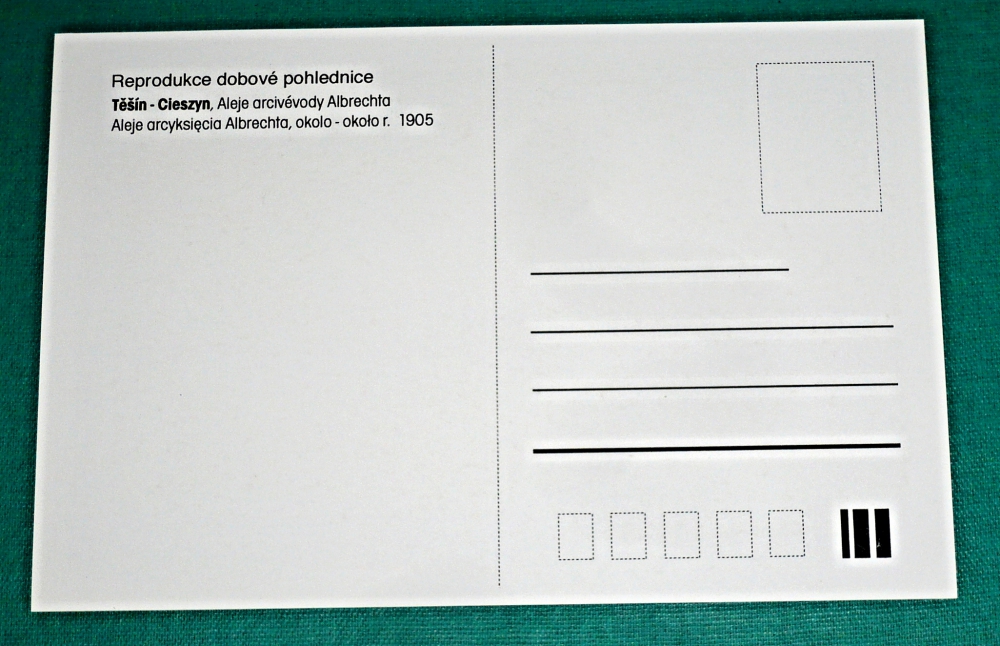 Reprodukce dobové pohlednice
Těšín - Cieszyn, Aleje arcivévody Albrechta
Aleje arcyksięcia Albrechta, okolo - około r. 1905